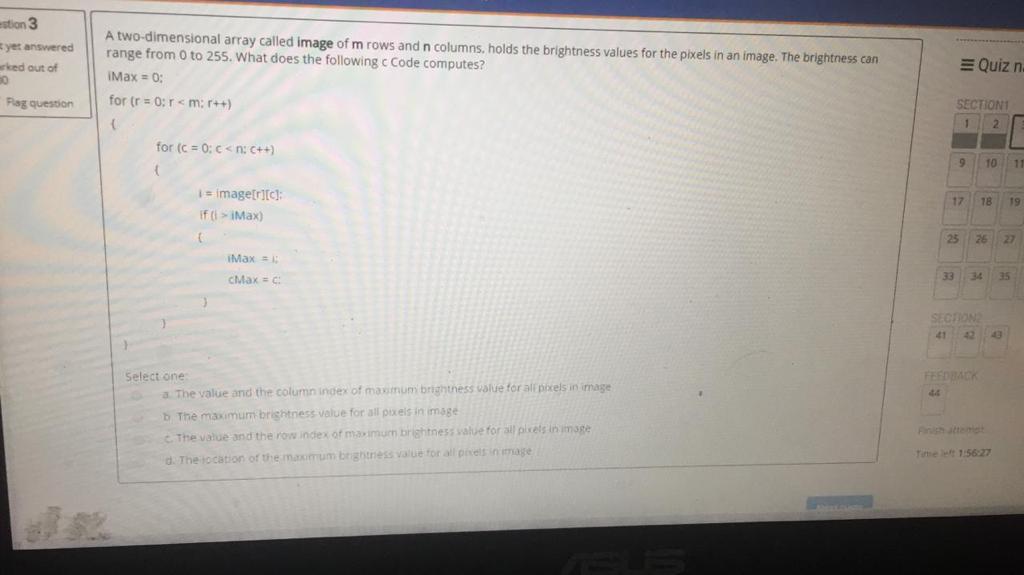 estion 3
t yet answered
rked out of
Flag question
A two-dimensional array called image of m rows and n columns, holds the brightness values for the pixels in an image. The brightness can
range from 0 to 255. What does the following c Code computes?
iMax = 0;
for (r = 0; r < m; r++)
{
for (c = 0; c < n; c++)
{
i = image[r][c];
if (i > iMax)
{
iMax = i;
cMax = c;
}
}
}
Select one:
a. The value and the column index of maximum brightness value for all pixels in image
b. The maximum brightness value for all pixels in image
c. The value and the row index of maximum brightness value for all pixels in image
d. The location of the maximum brightness value for all pixels in image
Quiz n
SECTION1
1 2
9 10 11
17 18 19
25 26 27
33 34 35
SECTION2
41 42 43
FEEDBACK
44
Finish attempt
Time left 1:56:27
ASUS